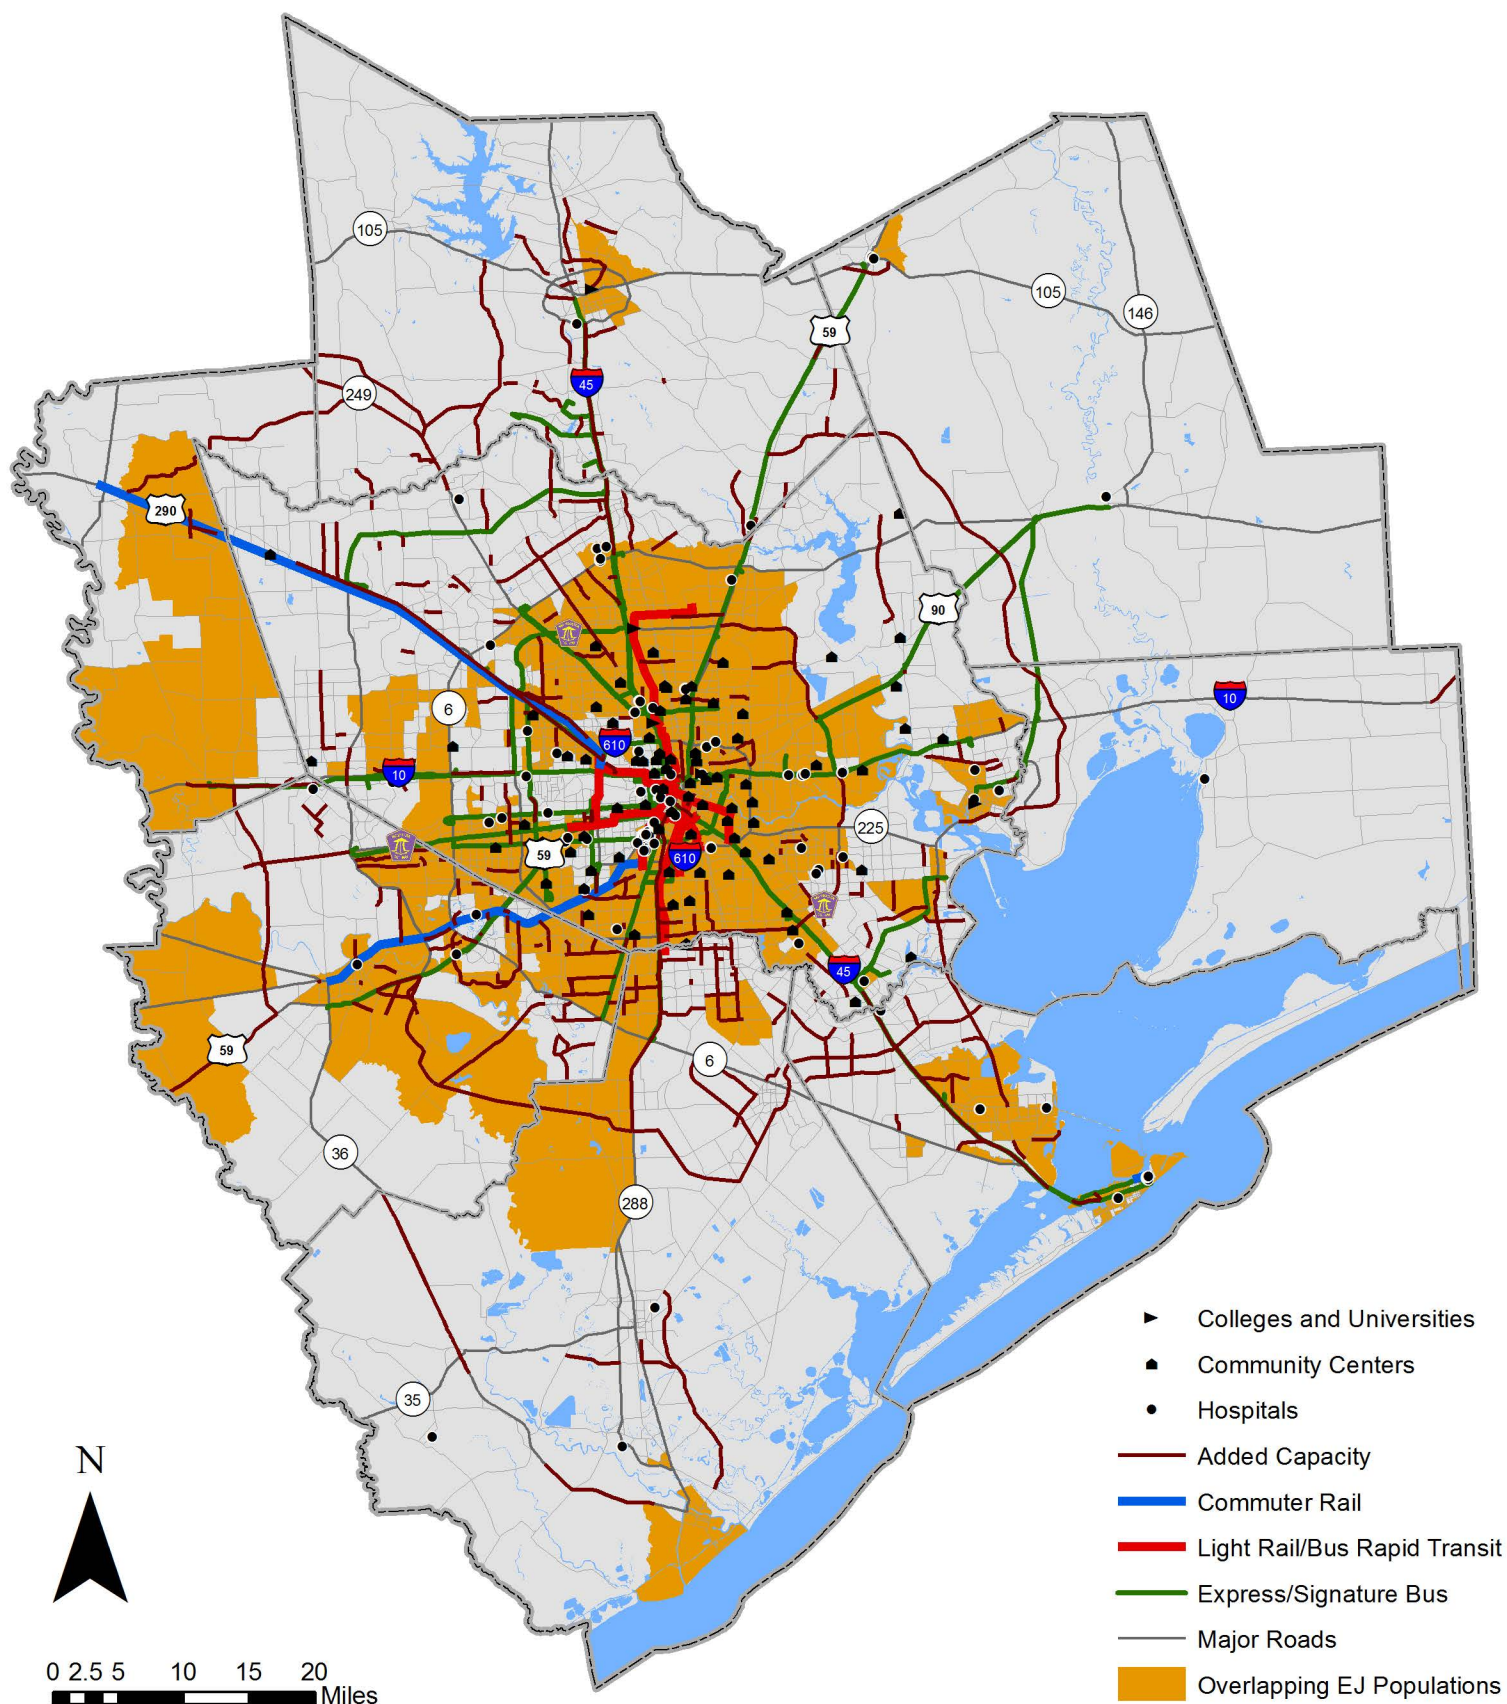 105
105
146
59
45
249
290
90
6
10
610
10
225
59
610
45
59
6
36
288
35
Colleges and Universities
Community Centers
Hospitals
Added Capacity
Commuter Rail
Light Rail/Bus Rapid Transit
Express/Signature Bus
Major Roads
Overlapping EJ Populations
N
0 2.5 5 10 15 20
Miles